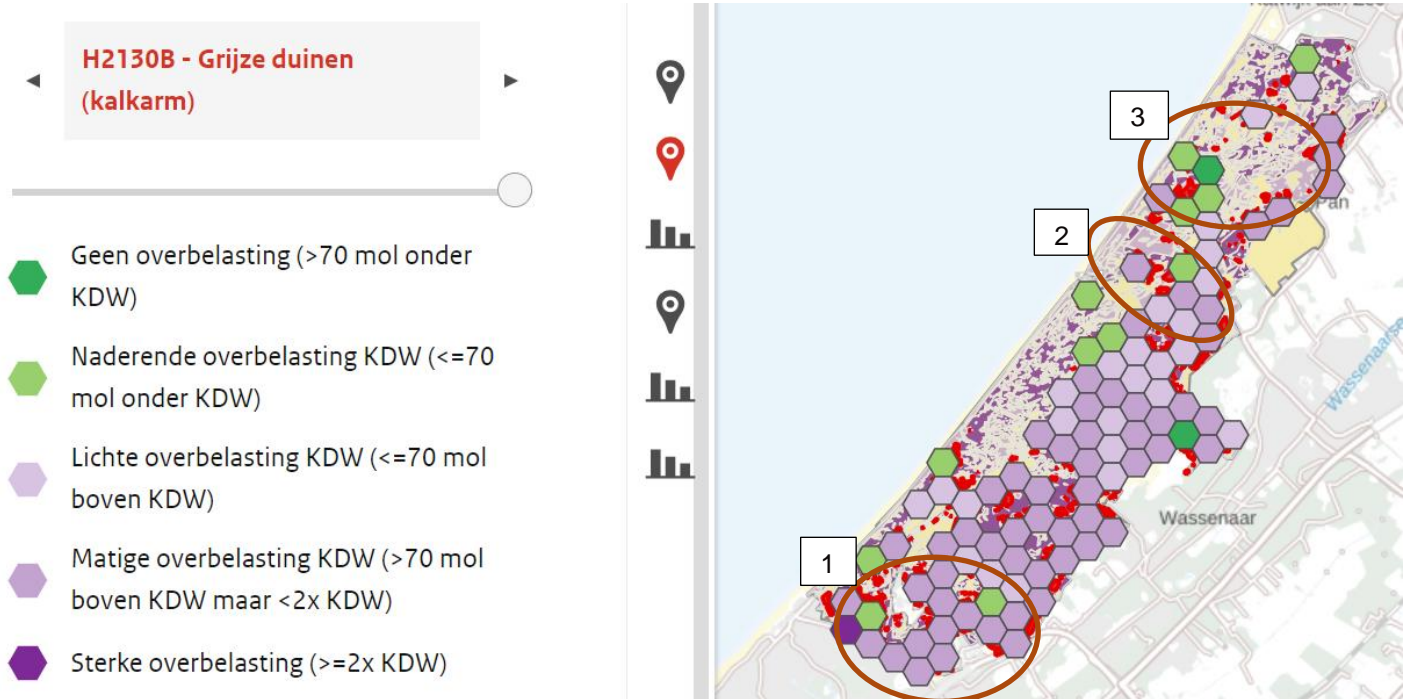 H2130B - Grijze duinen
(kalkarm)
Geen overbelasting (>70 mol onder
KDW)
Naderende overbelasting KDW (<=70
mol onder KDW)
Lichte overbelasting KDW (<=70 mol
boven KDW)
Matige overbelasting KDW (>70 mol
boven KDW maar <2x KDW)
Sterke overbelasting (>=2x KDW)
3
Pan
2
Wassenaarse
Wassenaar
1